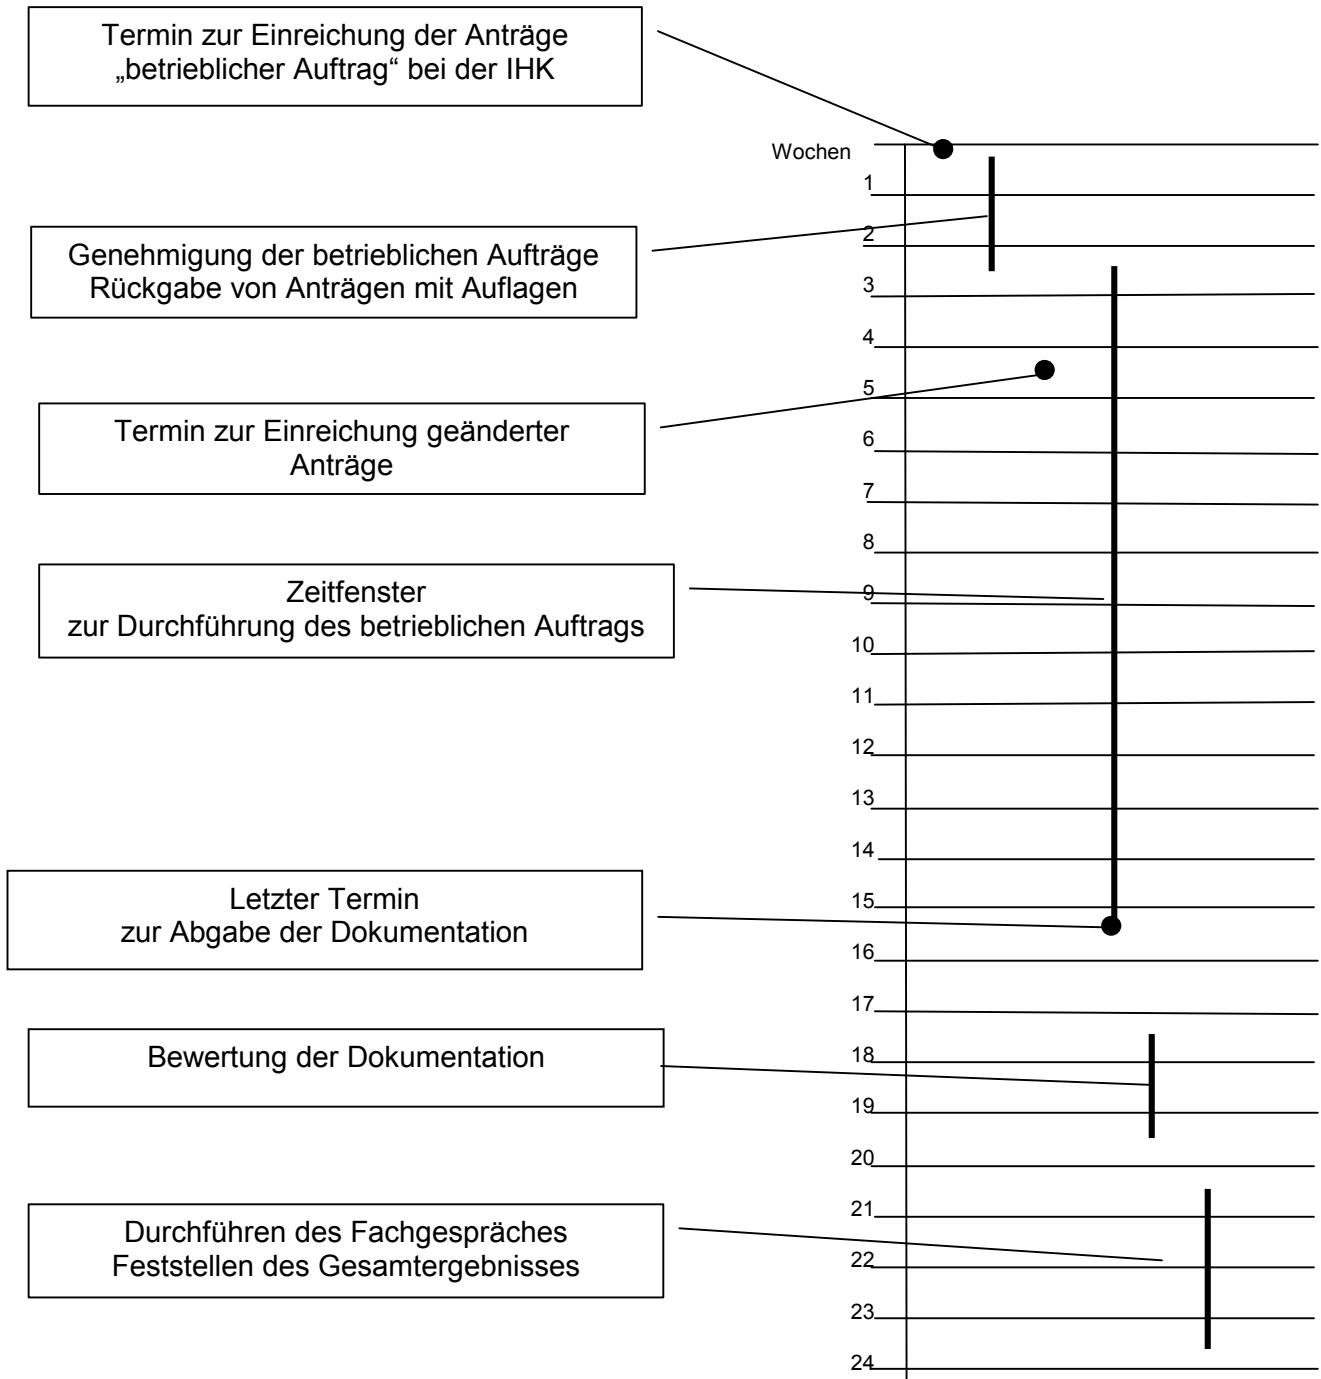 Termin zur Einreichung der Anträge
„betrieblicher Auftrag“ bei der IHK
Wochen
1
Genehmigung der betrieblichen Aufträge
Rückgabe von Anträgen mit Auflagen
2
3
4
5
Termin zur Einreichung geänderter
Anträge
6
7
8
Zeitfenster
zur Durchführung des betrieblichen Auftrags
9
10
11
12
13
14
Letzter Termin
zur Abgabe der Dokumentation
15
16
17
Bewertung der Dokumentation
18
19
20
21
Durchführen des Fachgespräches
Feststellen des Gesamtergebnisses
22
23
24